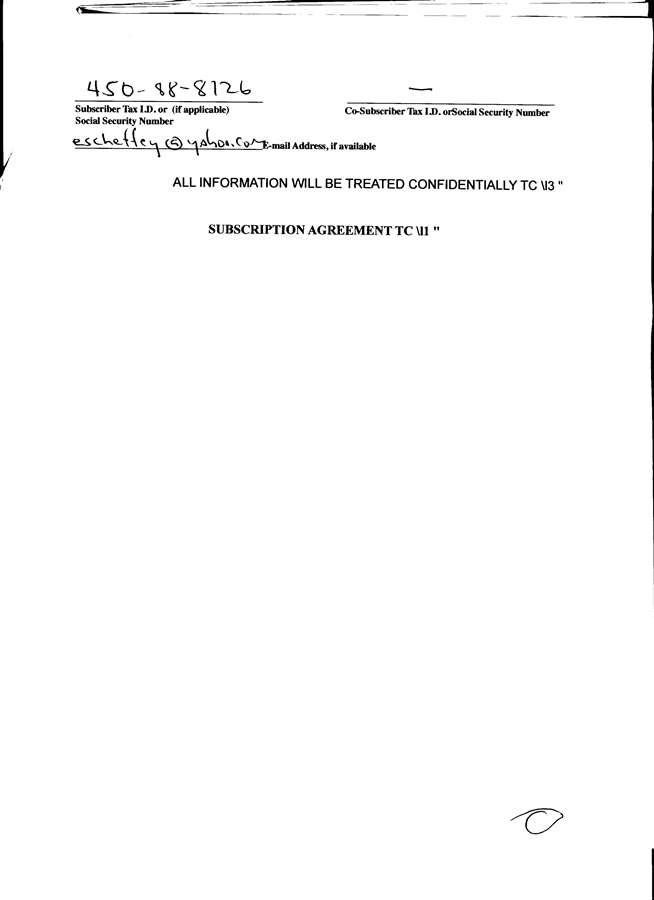 450-88-8126
—
Subscriber Tax I.D. or (if applicable)
Social Security Number
Co-Subscriber Tax I.D. orSocial Security Number
escheffey@yahoo.com E-mail Address, if available
ALL INFORMATION WILL BE TREATED CONFIDENTIALLY TC \l3 "
SUBSCRIPTION AGREEMENT TC \l1 "